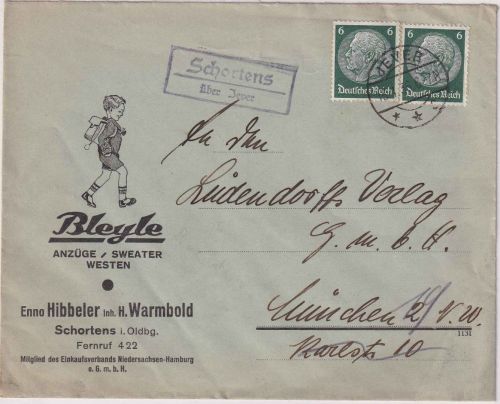 Schortens
über Jever
6
Deutsches Reich
6
Deutsches Reich
JEVER
An den
Ludendorffs Verlag
G. m. b. H.
München 2 N.W.
Karlstr 10
1131
Bleyle
ANZÜGE / SWEATER
WESTEN
Enno Hibbeler Inh. H. Warmbold
Schortens i. Oldbg.
Fernruf 422
Mitglied des Einkaufsverbands Niedersachsen-Hamburg
e. G. m. b. H.